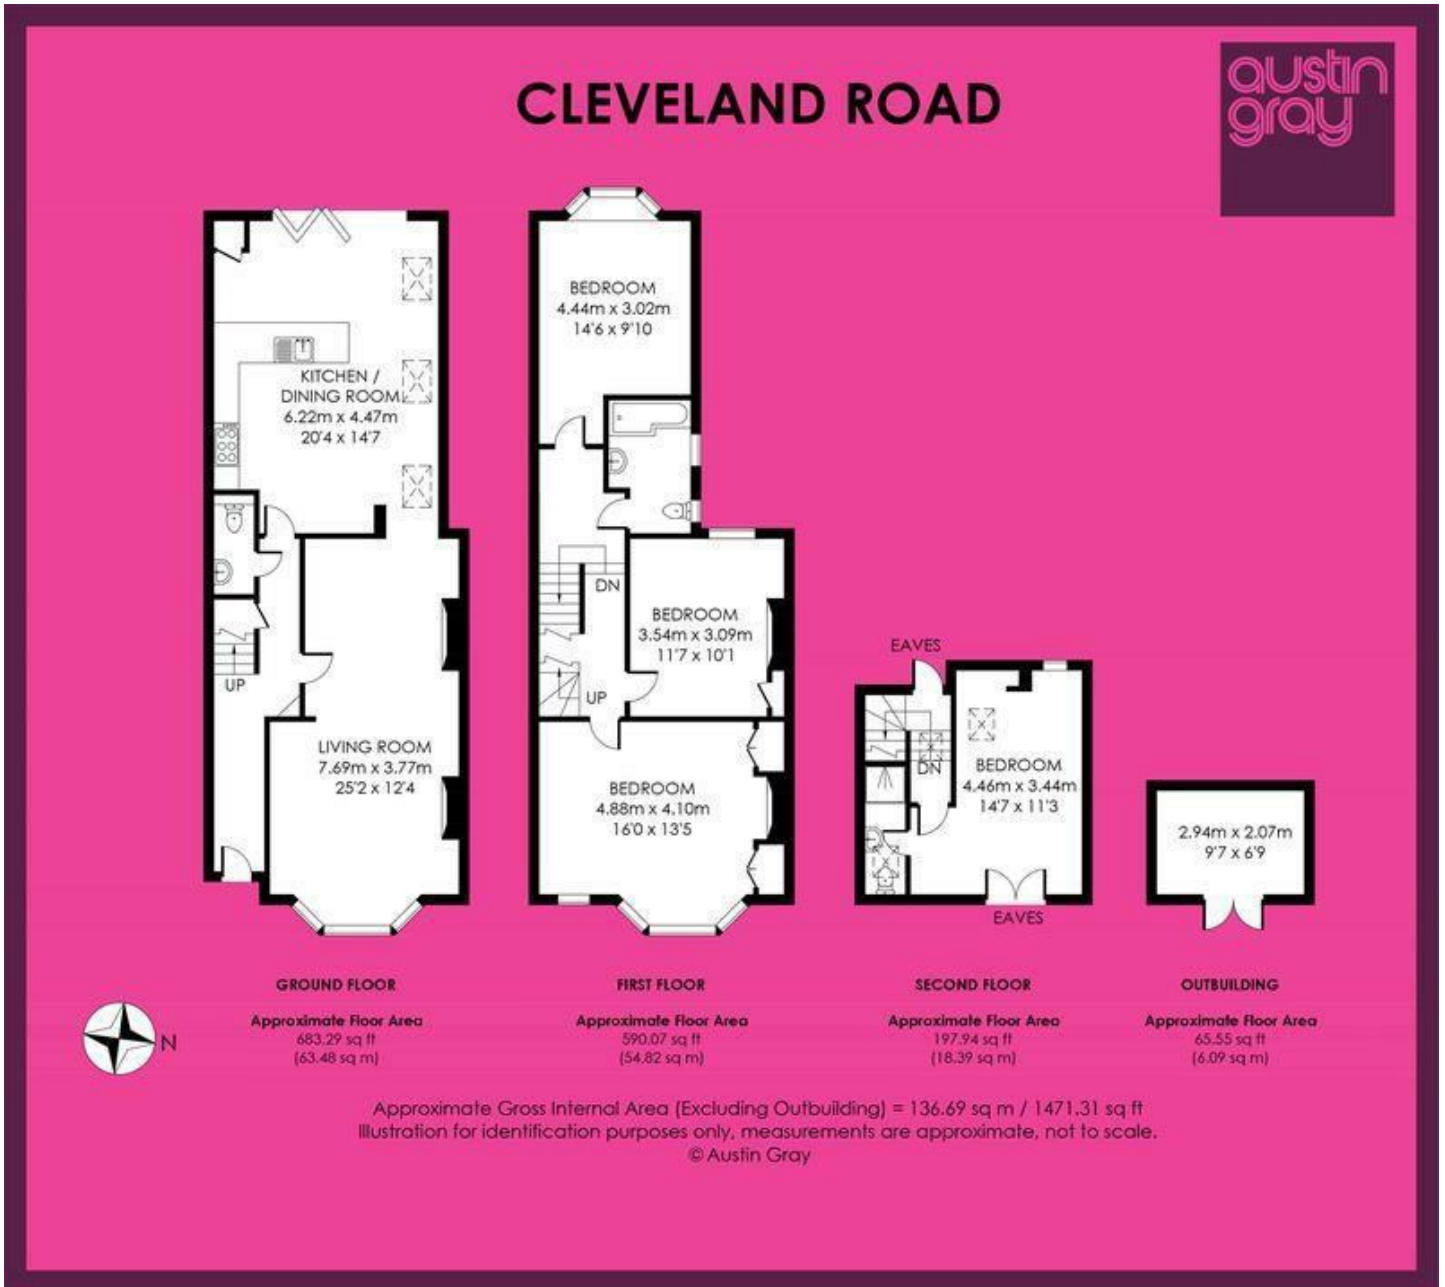 CLEVELAND ROAD
austin
gray
KITCHEN /
DINING ROOM
6.22m x 4.47m
20'4 x 14'7
UP
LIVING ROOM
7.69m x 3.77m
25'2 x 12'4
BEDROOM
4.44m x 3.02m
14'6 x 9'10
DN
BEDROOM
3.54m x 3.09m
11'7 x 10'1
UP
BEDROOM
4.88m x 4.10m
16'0 x 13'5
EAVES
DN
BEDROOM
4.46m x 3.44m
14'7 x 11'3
EAVES
2.94m x 2.07m
9'7 x 6'9
N
GROUND FLOOR
Approximate Floor Area
683.29 sq ft
(63.48 sq m)
FIRST FLOOR
Approximate Floor Area
590.07 sq ft
(54.82 sq m)
SECOND FLOOR
Approximate Floor Area
197.94 sq ft
(18.39 sq m)
OUTBUILDING
Approximate Floor Area
65.55 sq ft
(6.09 sq m)
Approximate Gross Internal Area (Excluding Outbuilding) = 136.69 sq m / 1471.31 sq ft
Illustration for identification purposes only, measurements are approximate, not to scale.
© Austin Gray